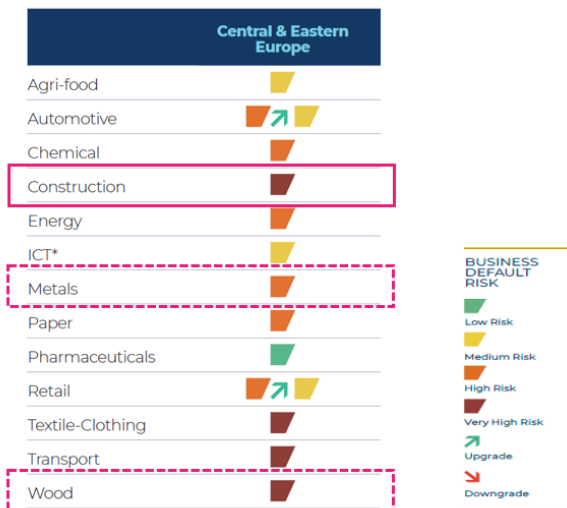 Central & Eastern
Europe
Agri-food
Automotive
Chemical
Construction
Energy
ICT*
Metals
Paper
Pharmaceuticals
Retail
Textile-Clothing
Transport
Wood
BUSINESS
DEFAULT
RISK
Low Risk
Medium Risk
High Risk
Very High Risk
Upgrade
Downgrade